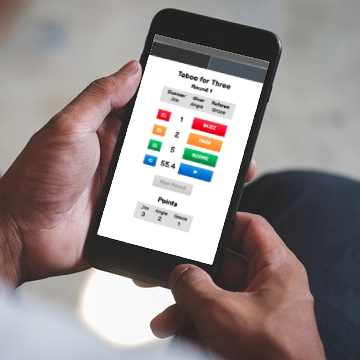 Taboo for Three
Round 1
Guesser Giver Referee
Jim Angie Grace
1 BUZZ
2 PASS
5 SCORE
55.4
Next Round
Points
Jim Angie Grace
3 2 1